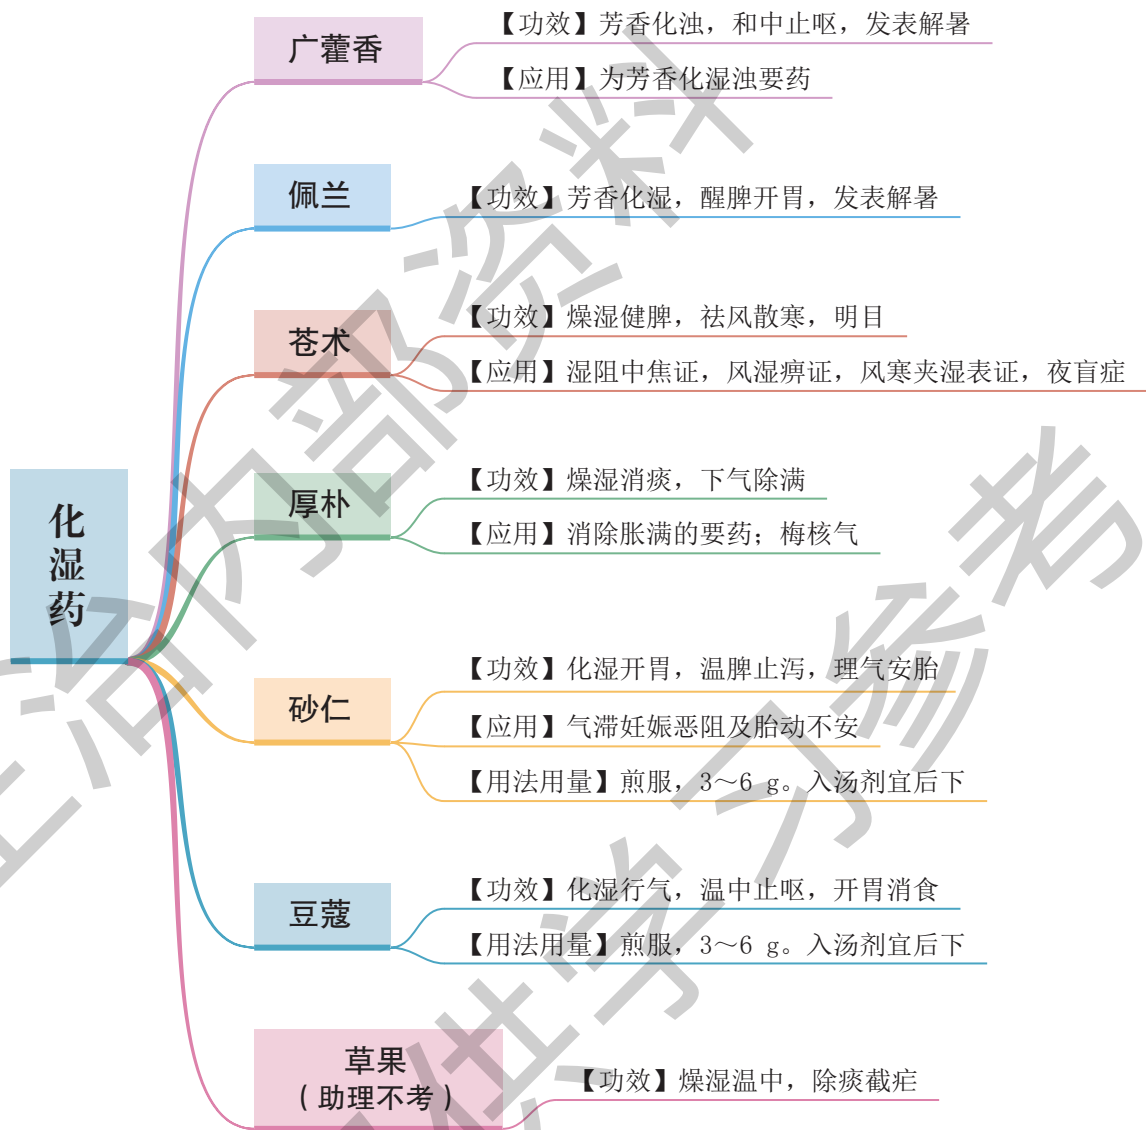 化湿药
广藿香
【功效】芳香化浊，和中止呕，发表解暑
【应用】为芳香化湿浊要药
佩兰
【功效】芳香化湿，醒脾开胃，发表解暑
苍术
【功效】燥湿健脾，祛风散寒，明目
【应用】湿阻中焦证，风湿痹证，风寒夹湿表证，夜盲症
厚朴
【功效】燥湿消痰，下气除满
【应用】消除胀满的要药；梅核气
砂仁
【功效】化湿开胃，温脾止泻，理气安胎
【应用】气滞妊娠恶阻及胎动不安
【用法用量】煎服，3～6 g。入汤剂宜后下
豆蔻
【功效】化湿行气，温中止呕，开胃消食
【用法用量】煎服，3～6 g。入汤剂宜后下
草果
（助理不考）
【功效】燥湿温中，除痰截疟
治内部资料
供学习参考